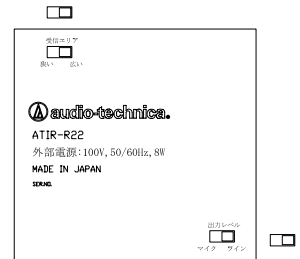 受信エリア
狭い 広い
audio-technica.
ATIR-R22
外部電源:100V,50/60Hz,8W
MADE IN JAPAN
SER.NO.
出力レベル
マイク ライン